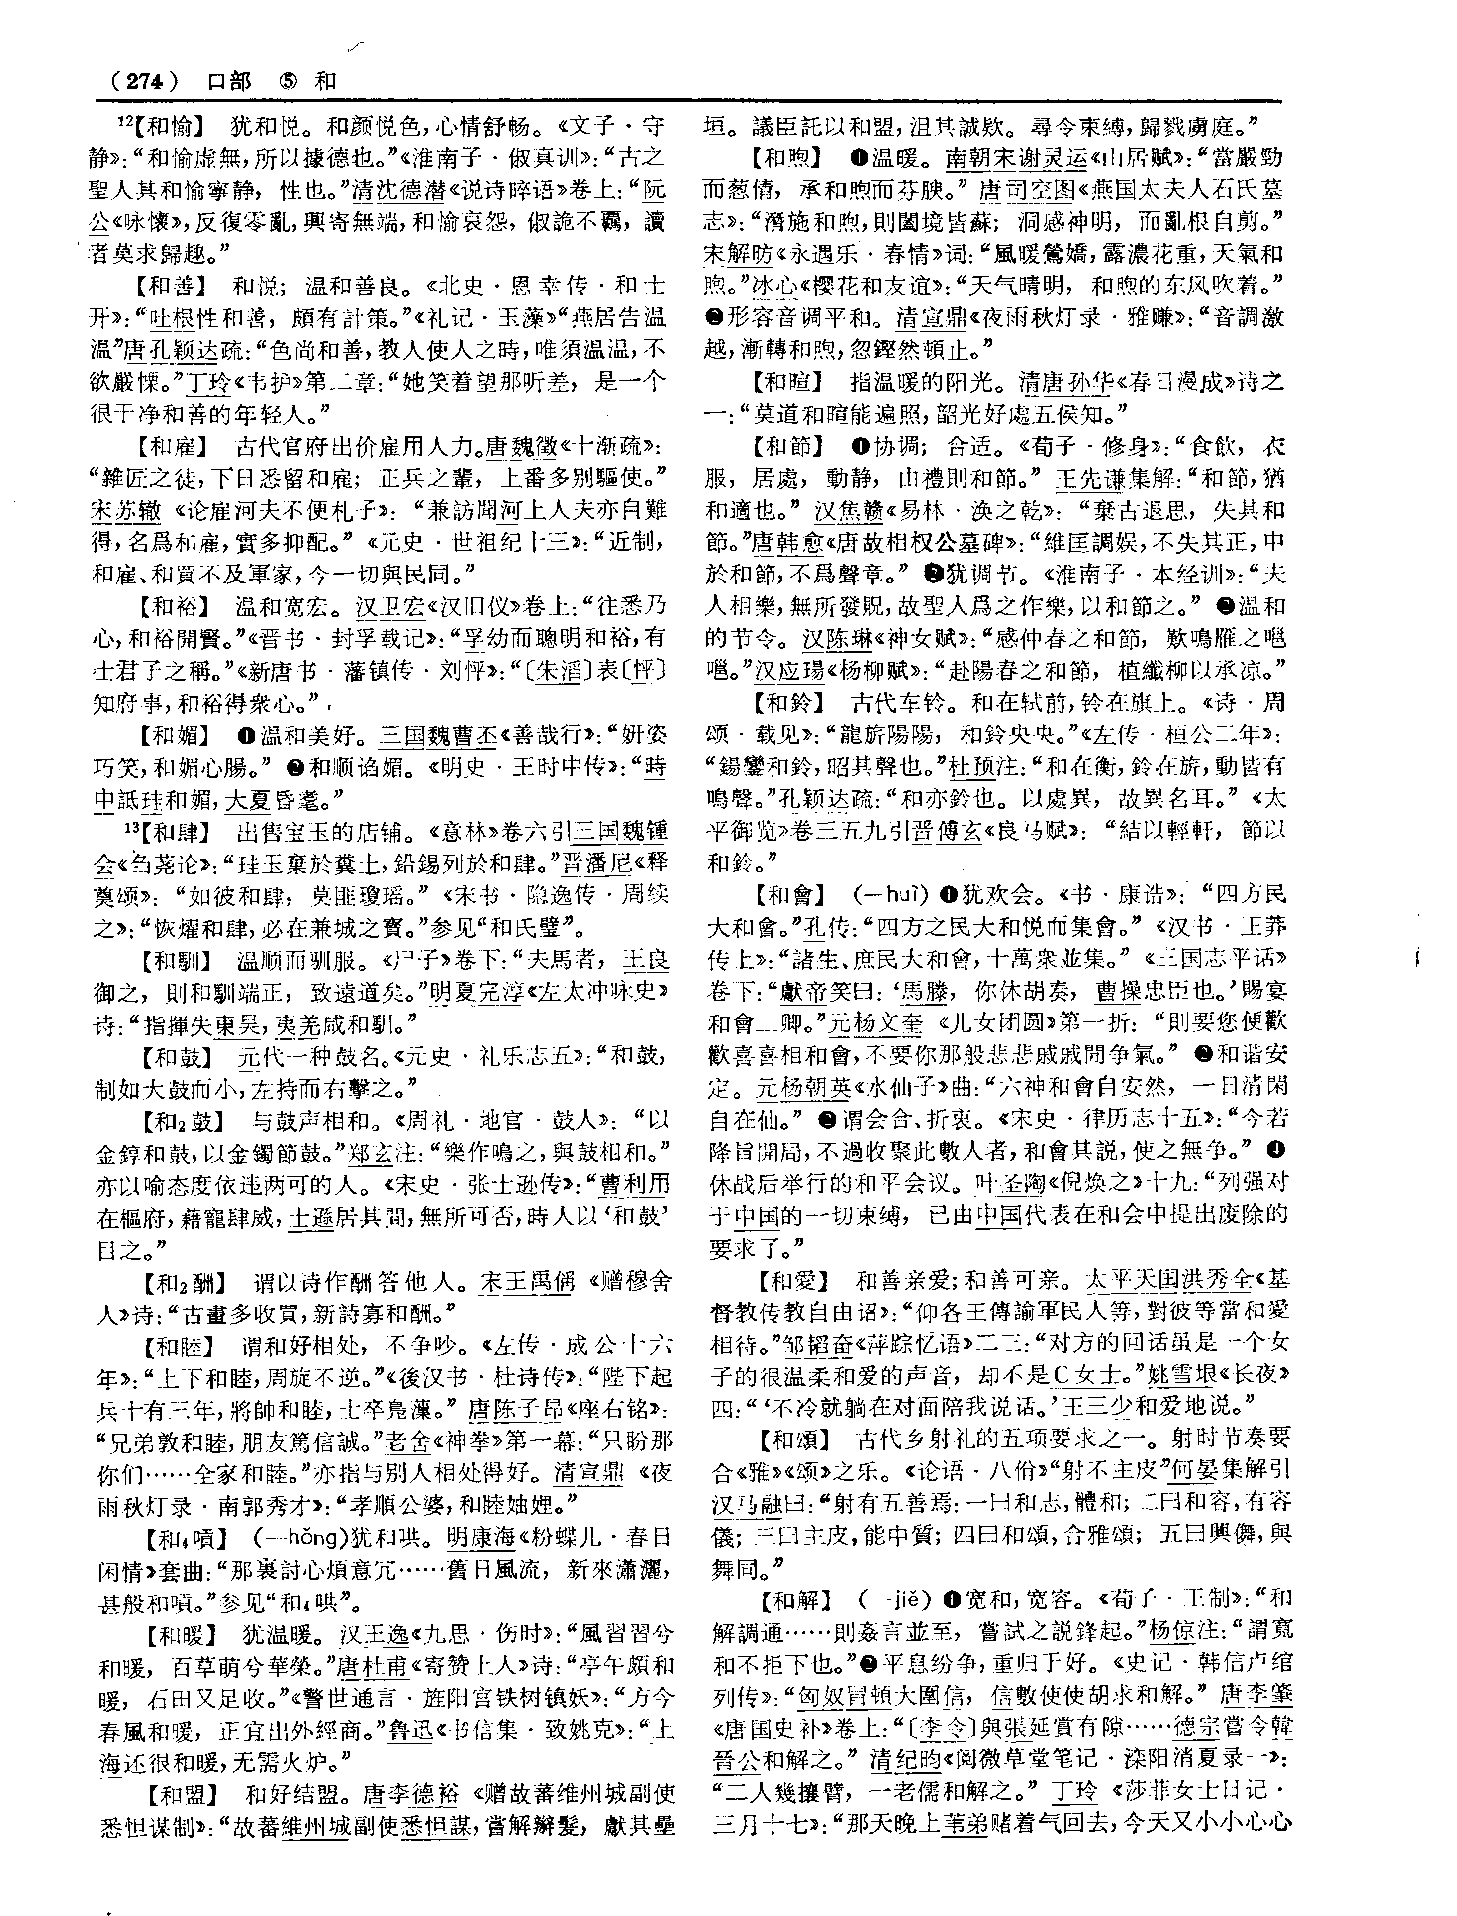 （274） 口部 ⑤ 和
¹²【和愉】 犹和悦。和颜悦色，心情舒畅。《文子·守
静》：“和愉虚無，所以據德也。”《淮南子·俶真训》：“古之
聖人其和愉寧静，性也。”清沈德潜《说诗晬语》卷上：“阮
公《咏懷》，反復零亂，興寄無端，和愉哀怨，俶詭不羈，讀
者莫求歸趣。”
【和善】 和悦；温和善良。《北史·恩幸传·和士
开》：“吐根性和善，頗有計策。”《礼记·玉藻》“燕居告温
温”唐孔颖达疏：“色尚和善，教人使人之時，唯須温温，不
欲嚴慄。”丁玲《韦护》第二章：“她笑着望那听差，是一个
很干净和善的年轻人。”
【和雇】 古代官府出价雇用人力。唐魏徵《十渐疏》：
“雜匠之徒，下日悉留和雇；正兵之輩，上番多别驅使。”
宋苏辙《论雇河夫不便札子》：“兼訪聞河上人夫亦自難
得，名爲和雇，實多抑配。”《元史·世祖纪十三》：“近制，
和雇、和買不及軍家，今一切與民同。”
【和裕】 温和宽宏。汉卫宏《汉旧仪》卷上：“往悉乃
心，和裕開賢。”《晋书·封孚载记》：“孚幼而聰明和裕，有
士君子之稱。”《新唐书·藩镇传·刘怦》：“〔朱滔〕表〔怦〕
知府事，和裕得衆心。”
【和媚】 ❶温和美好。三国魏曹丕《善哉行》：“妍姿
巧笑，和媚心腸。”❷和顺谄媚。《明史·王时中传》：“時
中詆珪和媚，大夏昏耄。”
¹³【和肆】 出售宝玉的店铺。《意林》卷六引三国魏锺
会《刍荛论》：“珪玉棄於糞土，鉛錫列於和肆。”晋潘尼《释
奠颂》：“如彼和肆，莫匪瓊瑶。”《宋书·隐逸传·周续
之》：“恢燿和肆，必在兼城之寶。”参见“和氏璧”。
【和馴】 温顺而驯服。《尸子》卷下：“夫馬者，王良
御之，則和馴端正，致遠道矣。”明夏完淳《左太冲咏史》
诗：“指揮失東吴，夷羌咸和馴。”
【和鼓】 元代一种鼓名。《元史·礼乐志五》：“和鼓，
制如大鼓而小，左持而右擊之。”
【和₂鼓】 与鼓声相和。《周礼·地官·鼓人》：“以
金錞和鼓，以金鐲節鼓。”郑玄注：“樂作鳴之，與鼓相和。”
亦以喻态度依违两可的人。《宋史·张士逊传》：“曹利用
在樞府，藉寵肆威，士遜居其間，無所可否，時人以‘和鼓’
目之。”
【和₂酬】 谓以诗作酬答他人。宋王禹偁《赠穆舍
人》诗：“古畫多收買，新詩寡和酬。”
【和睦】 谓和好相处，不争吵。《左传·成公十六
年》：“上下和睦，周旋不逆。”《後汉书·杜诗传》：“陛下起
兵十有三年，將帥和睦，士卒鳧藻。”唐陈子昂《座右铭》：
“兄弟敦和睦，朋友篤信誠。”老舍《神拳》第一幕：“只盼那
你们……全家和睦。”亦指与别人相处得好。清宣鼎《夜
雨秋灯录·南郭秀才》：“孝順公婆，和睦妯娌。”
【和₄嗊】 （—hǒng）犹和哄。明康海《粉蝶儿·春日
闲情》套曲：“那裏討心煩意冗……舊日風流，新來瀟灑，
甚般和嗊。”参见“和₄哄”。
【和暖】 犹温暖。汉王逸《九思·伤时》：“風習習兮
和暖，百草萌兮華榮。”唐杜甫《寄赞上人》诗：“亭午頗和
暖，石田又足收。”《警世通言·旌阳宫铁树镇妖》：“方今
春風和暖，正宜出外經商。”鲁迅《书信集·致姚克》：“上
海还很和暖，无需火炉。”
【和盟】 和好结盟。唐李德裕《赠故蕃维州城副使
悉怛谋制》：“故蕃維州城副使悉怛謀，嘗解辮髮，獻其壘
垣。議臣託以和盟，沮其誠欵。尋令束縛，歸戮虜庭。”
【和煦】 ❶温暖。南朝宋谢灵运《山居赋》：“當嚴勁
而葱倩，承和煦而芬腴。”唐司空图《燕国太夫人石氏墓
志》：“濳施和煦，則闔境皆蘇；洞感神明，而亂根自剪。”
宋解昉《永遇乐·春情》词：“風暖鶯嬌，露濃花重，天氣和
煦。”冰心《樱花和友谊》：“天气晴明，和煦的东风吹着。”
❷形容音调平和。清宣鼎《夜雨秋灯录·雅赚》：“音調激
越，漸轉和煦，忽鏗然頓止。”
【和暄】 指温暖的阳光。清唐孙华《春日漫成》诗之
一：“莫道和暄能遍照，韶光好處五侯知。”
【和節】 ❶协调；合适。《荀子·修身》：“食飲，衣
服，居處，動静，由禮則和節。”王先谦集解：“和節，猶
和適也。”汉焦赣《易林·涣之乾》：“棄古退思，失其和
節。”唐韩愈《唐故相权公墓碑》：“維匡調娱，不失其正，中
於和節，不爲聲章。”❷犹调节。《淮南子·本经训》：“夫
人相樂，無所發貺，故聖人爲之作樂，以和節之。”❸温和
的节令。汉陈琳《神女赋》：“感仲春之和節，歎鳴雁之嗈
嗈。”汉应瑒《杨柳赋》：“赴陽春之和節，植纖柳以承凉。”
【和鈴】 古代车铃。和在轼前，铃在旗上。《诗·周
颂·载见》：“龍旂陽陽，和鈴央央。”《左传·桓公二年》：
“鍚鸞和鈴，昭其聲也。”杜预注：“和在衡，鈴在旂，動皆有
鳴聲。”孔颖达疏：“和亦鈴也。以處異，故異名耳。”《太
平御览》卷三五九引晋傅玄《良马赋》：“結以輕軒，節以
和鈴。”
【和會】 （—huì）❶犹欢会。《书·康诰》：“四方民
大和會。”孔传：“四方之民大和悦而集會。”《汉书·王莽
传上》：“諸生、庶民大和會，十萬衆並集。”《三国志平话》
卷下：“獻帝笑曰：‘馬騰，你休胡奏，曹操忠臣也。’賜宴
和會二卿。”元杨文奎《儿女团圆》第一折：“則要您便歡
歡喜喜相和會，不要你那般悲悲戚戚閒争氣。”❷和谐安
定。元杨朝英《水仙子》曲：“六神和會自安然，一日清閑
自在仙。”❸谓会合、折衷。《宋史·律历志十五》：“今若
降旨開局，不過收聚此數人者，和會其説，使之無争。”❹
休战后举行的和平会议。叶圣陶《倪焕之》十九：“列强对
于中国的一切束缚，已由中国代表在和会中提出废除的
要求了。”
【和愛】 和善亲爱；和善可亲。太平天国洪秀全《基
督教传教自由诏》：“仰各王傳諭軍民人等，對彼等當和愛
相待。”邹韬奋《萍踪忆语》二三：“对方的回话虽是一个女
子的很温柔和爱的声音，却不是C女士。”姚雪垠《长夜》
四：“‘不冷就躺在对面陪我说话。’王三少和爱地说。”
【和頌】 古代乡射礼的五项要求之一。射时节奏要
合《雅》《颂》之乐。《论语·八佾》“射不主皮”何晏集解引
汉马融曰：“射有五善焉：一曰和志，體和；二曰和容，有容
儀；三曰主皮，能中質；四曰和頌，合雅頌；五曰興儛，與
舞同。”
【和解】 （—jiě）❶宽和，宽容。《荀子·王制》：“和
解調通……則姦言並至，嘗試之説鋒起。”杨倞注：“謂寬
和不拒下也。”❷平息纷争，重归于好。《史记·韩信卢绾
列传》：“匈奴冒頓大圍信，信數使使胡求和解。”唐李肇
《唐国史补》卷上：“〔李令〕與張延賞有隙……德宗嘗令韓
晉公和解之。”清纪昀《阅微草堂笔记·滦阳消夏录一》：
“二人幾攘臂，一老儒和解之。”丁玲《莎菲女士日记·
三月十七》：“那天晚上苇弟赌着气回去，今天又小小心心